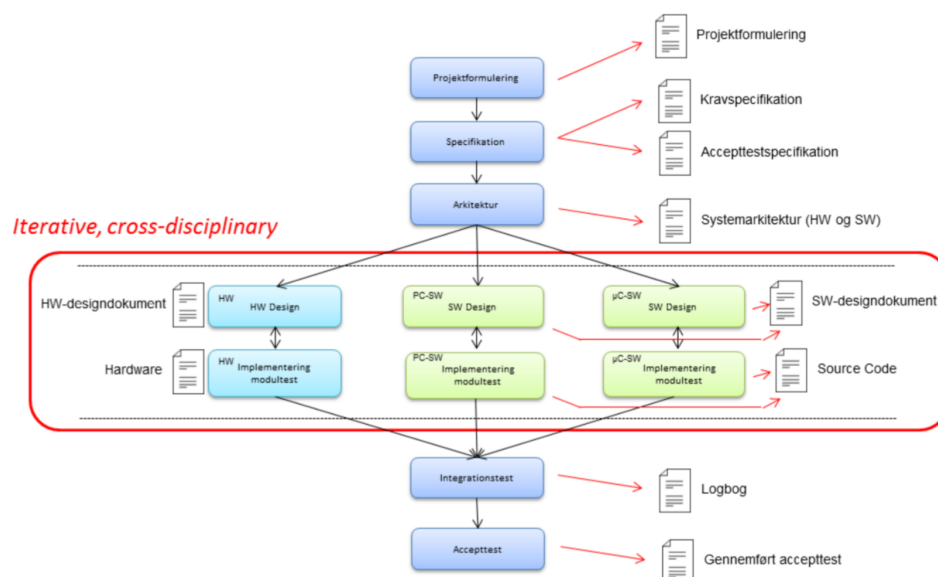 Projektformulering
Projektformulering
Kravspecifikation
Specifikation
Accepttestspecifikation
Arkitektur
Systemarkitektur (HW og SW)
Iterative, cross-disciplinary
HW-designdokument
HW
HW Design
PC-SW
SW Design
µC-SW
SW Design
SW-designdokument
Hardware
HW
Implementering
modultest
PC-SW
Implementering
modultest
µC-SW
Implementering
modultest
Source Code
Integrationstest
Logbog
Accepttest
Gennemført accepttest